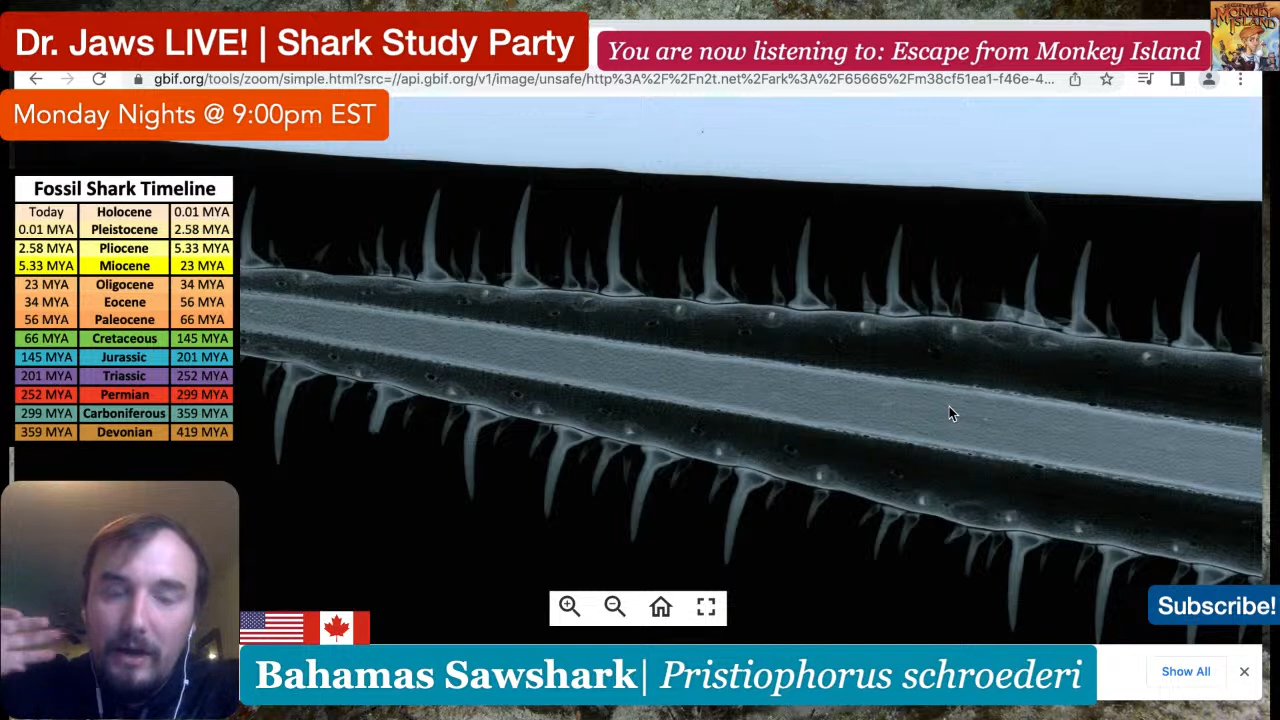 Dr. Jaws LIVE! | Shark Study Party
You are now listening to: Escape from Monkey Island
MONKEY
ISLAND
gbif.org/tools/zoom/simple.html?src=//api.gbif.org/v1/image/unsafe/http%3A%2F%2Fn2t.net%2Fark%3A%2F65665%2Fm38cf51ea1-f46e-4...
Monday Nights @ 9:00pm EST
Fossil Shark Timeline
Today Holocene 0.01 MYA
0.01 MYA Pleistocene 2.58 MYA
2.58 MYA Pliocene 5.33 MYA
5.33 MYA Miocene 23 MYA
23 MYA Oligocene 34 MYA
34 MYA Eocene 56 MYA
56 MYA Paleocene 66 MYA
66 MYA Cretaceous 145 MYA
145 MYA Jurassic 201 MYA
201 MYA Triassic 252 MYA
252 MYA Permian 299 MYA
299 MYA Carboniferous 359 MYA
359 MYA Devonian 419 MYA
Subscribe!
Bahamas Sawshark| Pristiophorus schroederi
Show All